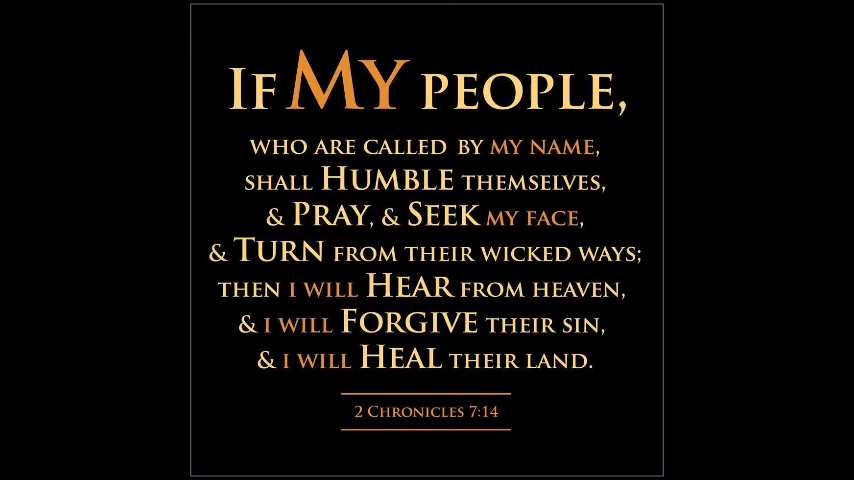 If MY people,
who are called by my name,
shall Humble themselves,
& Pray, & Seek my face,
& Turn from their wicked ways;
then I will Hear from heaven,
& I will Forgive their sin,
& I will Heal their land.
2 Chronicles 7:14